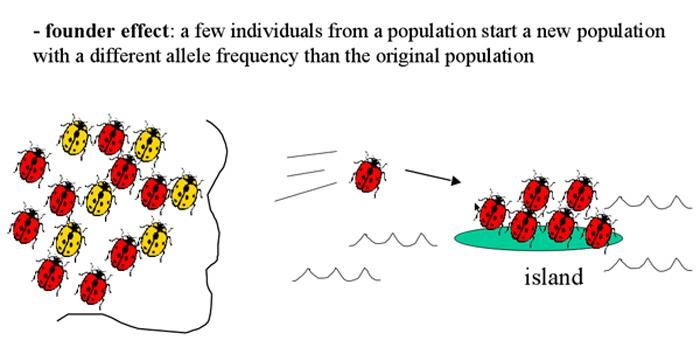 - founder effect: a few individuals from a population start a new population
with a different allele frequency than the original population
island